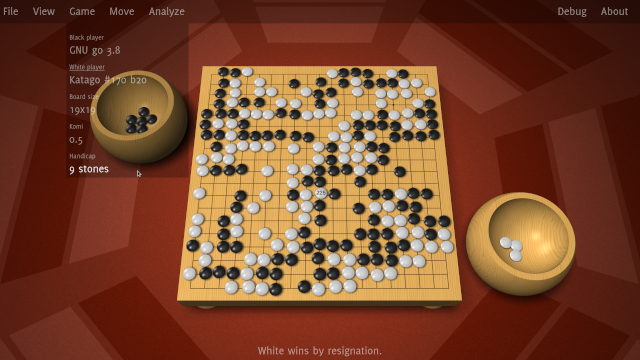 File View Game Move Analyze Debug About
Black player
GNU go 3.8
White player
Katago #170 b20
Board size
19x19
Komi
0.5
Handicap
9 stones
White wins by resignation.